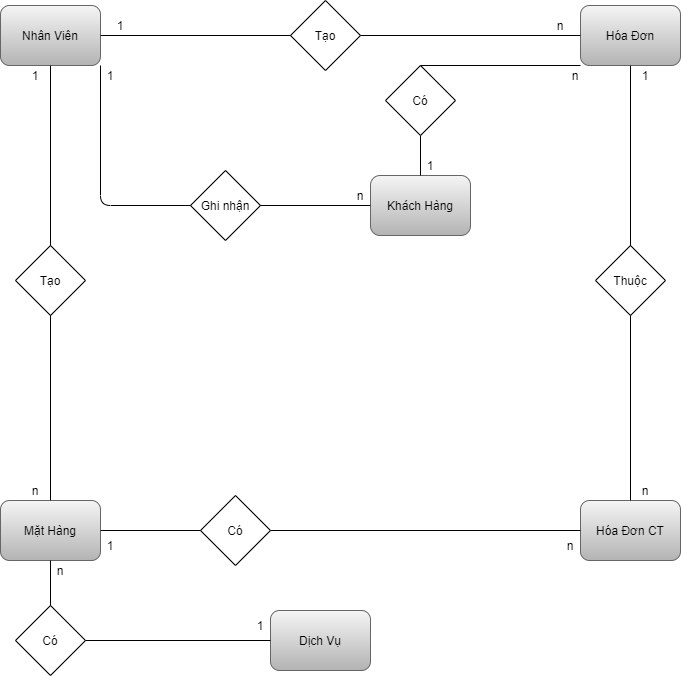 Nhân Viên
1
Tạo
n
Hóa Đơn
1
1
n
1
Có
1
Ghi nhận
n
Khách Hàng
Tạo
Thuộc
n
n
Mặt Hàng
1
Có
n
Hóa Đơn CT
n
Có
1
Dịch Vụ